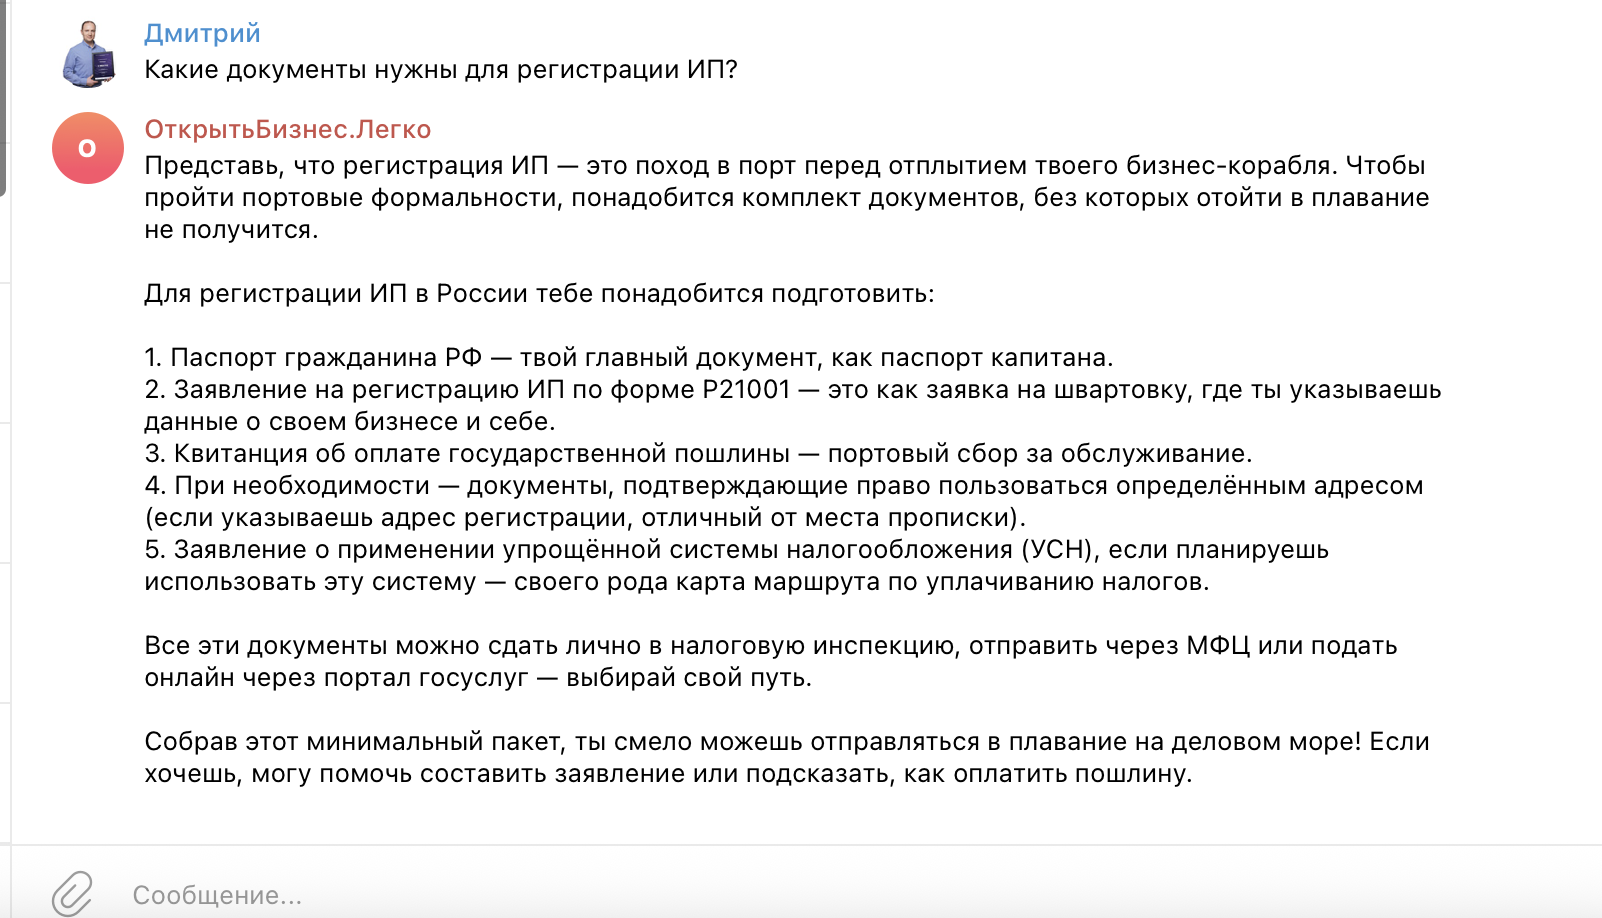 Дмитрий
Какие документы нужны для регистрации ИП?
О
ОткрытьБизнес.Легко
Представь, что регистрация ИП — это поход в порт перед отплытием твоего бизнес-корабля. Чтобы
пройти портовые формальности, понадобится комплект документов, без которых отойти в плавание
не получится.
Для регистрации ИП в России тебе понадобится подготовить:
1. Паспорт гражданина РФ — твой главный документ, как паспорт капитана.
2. Заявление на регистрацию ИП по форме Р21001 — это как заявка на швартовку, где ты указываешь
данные о своем бизнесе и себе.
3. Квитанция об оплате государственной пошлины — портовый сбор за обслуживание.
4. При необходимости — документы, подтверждающие право пользоваться определённым адресом
(если указываешь адрес регистрации, отличный от места прописки).
5. Заявление о применении упрощённой системы налогообложения (УСН), если планируешь
использовать эту систему — своего рода карта маршрута по уплачиванию налогов.
Все эти документы можно сдать лично в налоговую инспекцию, отправить через МФЦ или подать
онлайн через портал госуслуг — выбирай свой путь.
Собрав этот минимальный пакет, ты смело можешь отправляться в плавание на деловом море! Если
хочешь, могу помочь составить заявление или подсказать, как оплатить пошлину.
Сообщение...